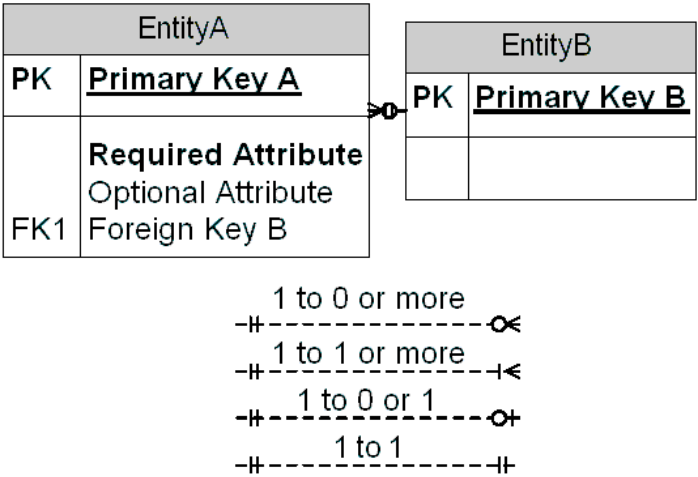 EntityA
PK Primary Key A
Required Attribute
Optional Attribute
FK1 Foreign Key B
EntityB
PK Primary Key B
1 to 0 or more
1 to 1 or more
1 to 0 or 1
1 to 1